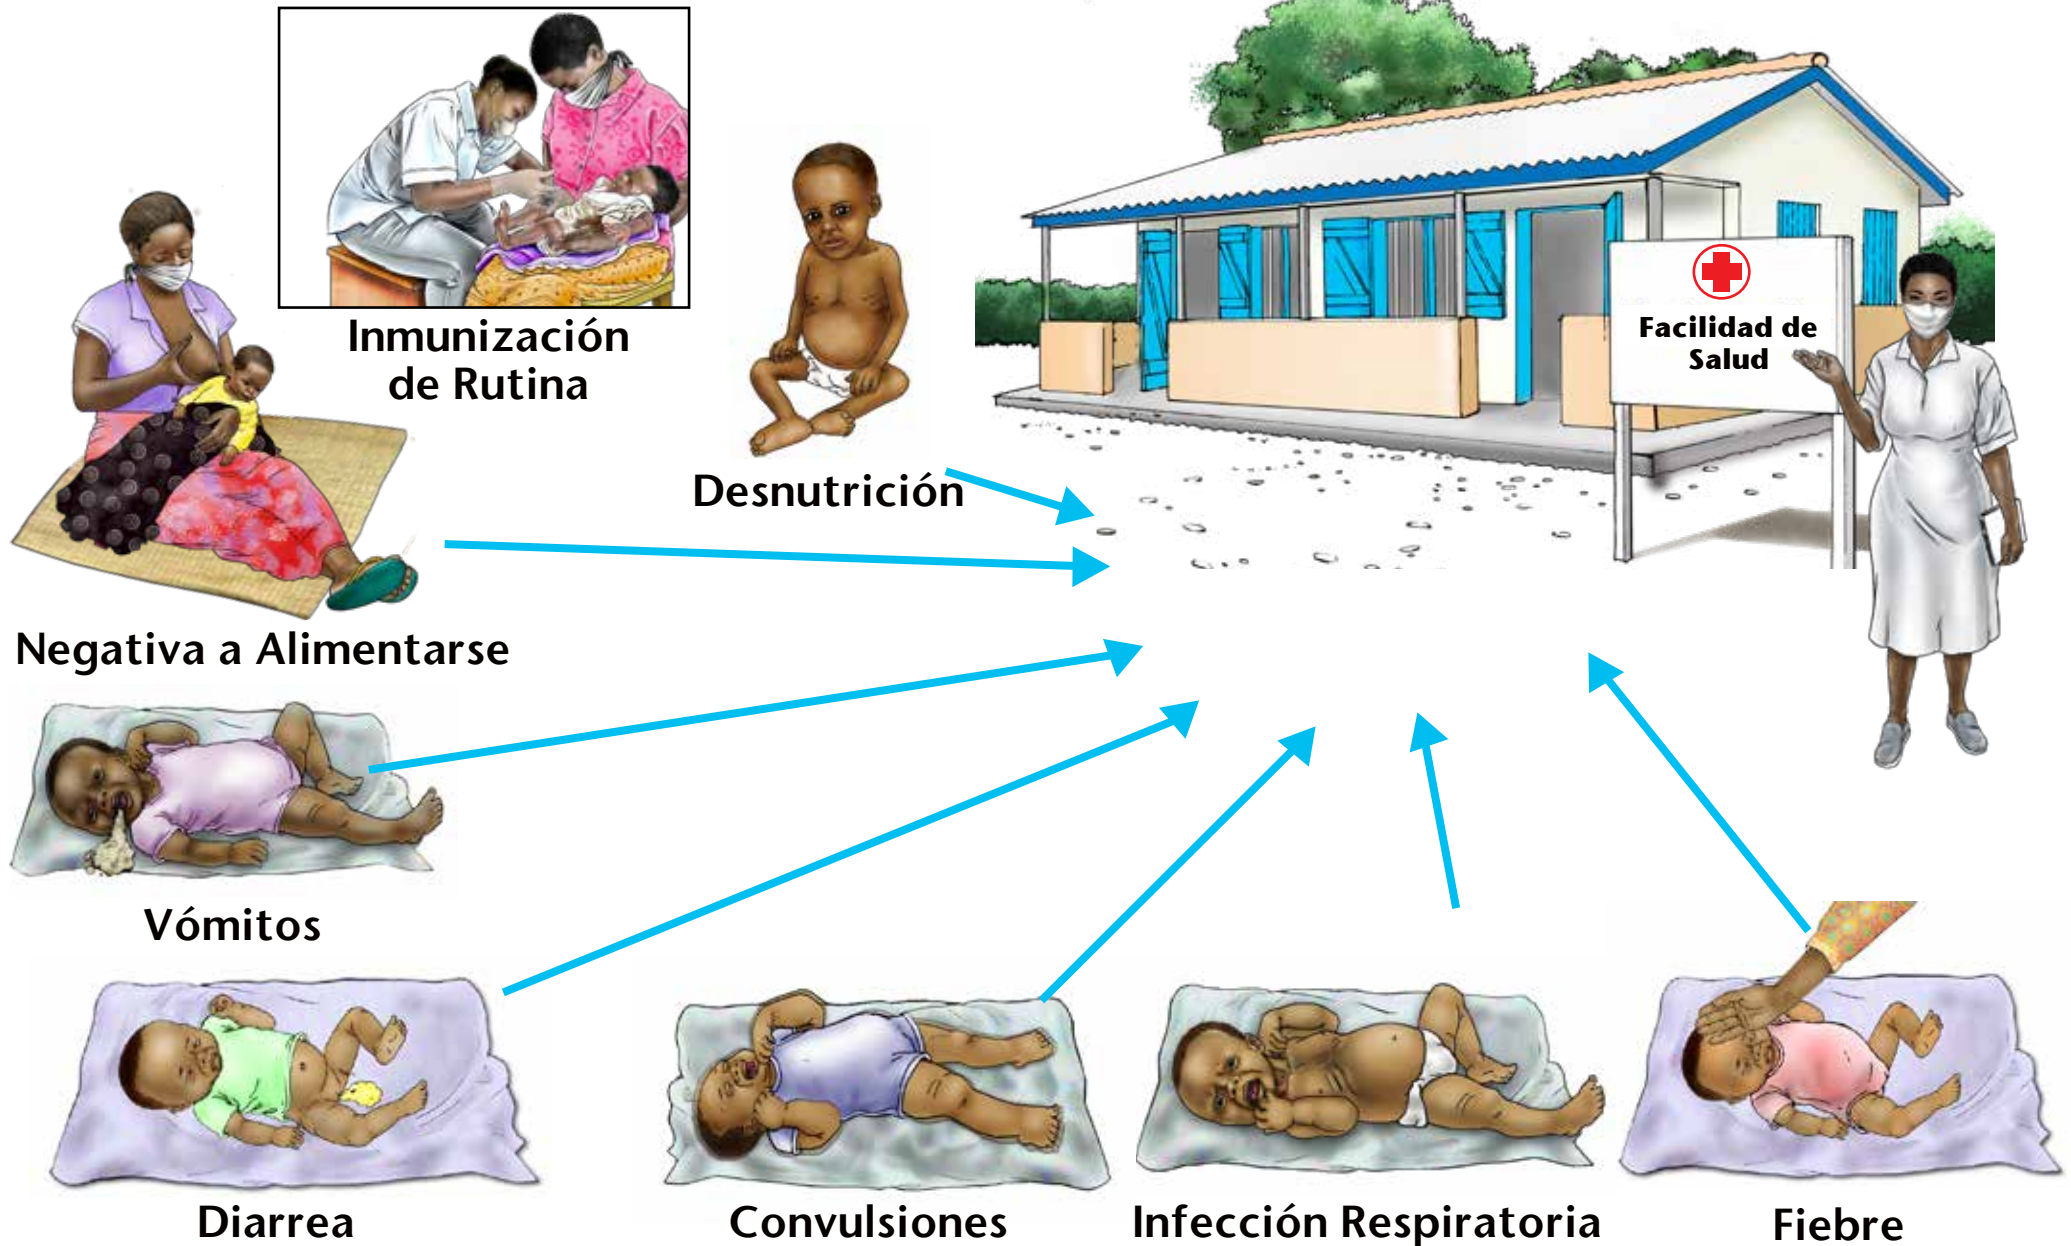 Inmunización
de Rutina
Facilidad de
Salud
Desnutrición
Negativa a Alimentarse
Vómitos
Diarrea
Convulsiones
Infección Respiratoria
Fiebre